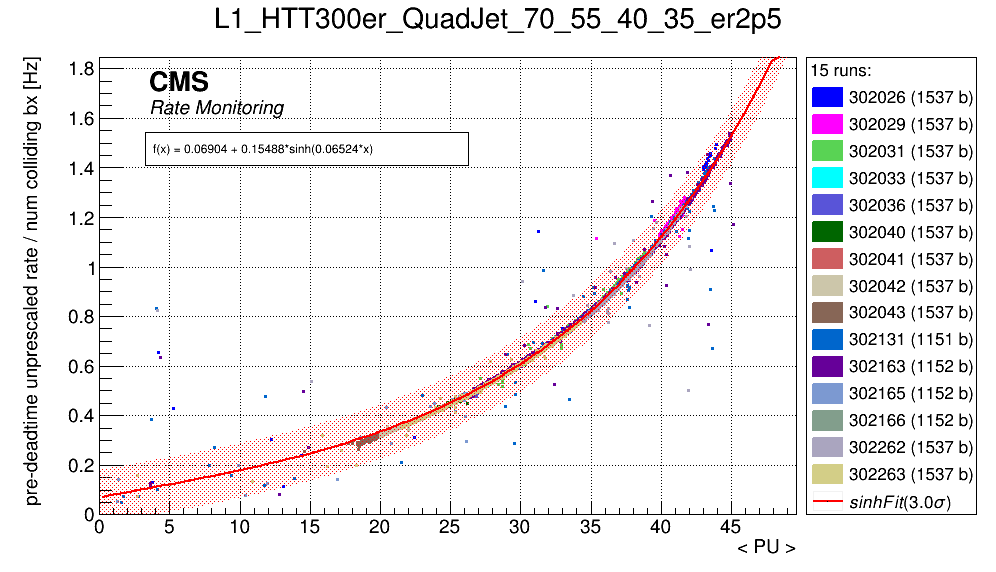 L1_HTT300er_QuadJet_70_55_40_35_er2p5
pre-deadtime unprescaled rate / num colliding bx [Hz]
CMS
Rate Monitoring
f(x) = 0.06904 + 0.15488*sinh(0.06524*x)
1.8
1.6
1.4
1.2
1
0.8
0.6
0.4
0.2
0
0 5 10 15 20 25 30 35 40 45
< PU >
15 runs:
302026 (1537 b)
302029 (1537 b)
302031 (1537 b)
302033 (1537 b)
302036 (1537 b)
302040 (1537 b)
302041 (1537 b)
302042 (1537 b)
302043 (1537 b)
302131 (1151 b)
302163 (1152 b)
302165 (1152 b)
302166 (1152 b)
302262 (1537 b)
302263 (1537 b)
sinhFit(3.0σ)